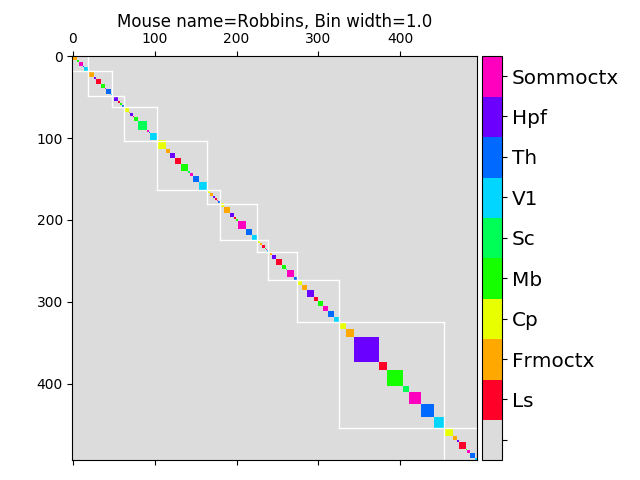 Mouse name=Robbins, Bin width=1.0
0 100 200 300 400
0
100
200
300
400
Sommoctx
Hpf
Th
V1
Sc
Mb
Cp
Frmoctx
Ls